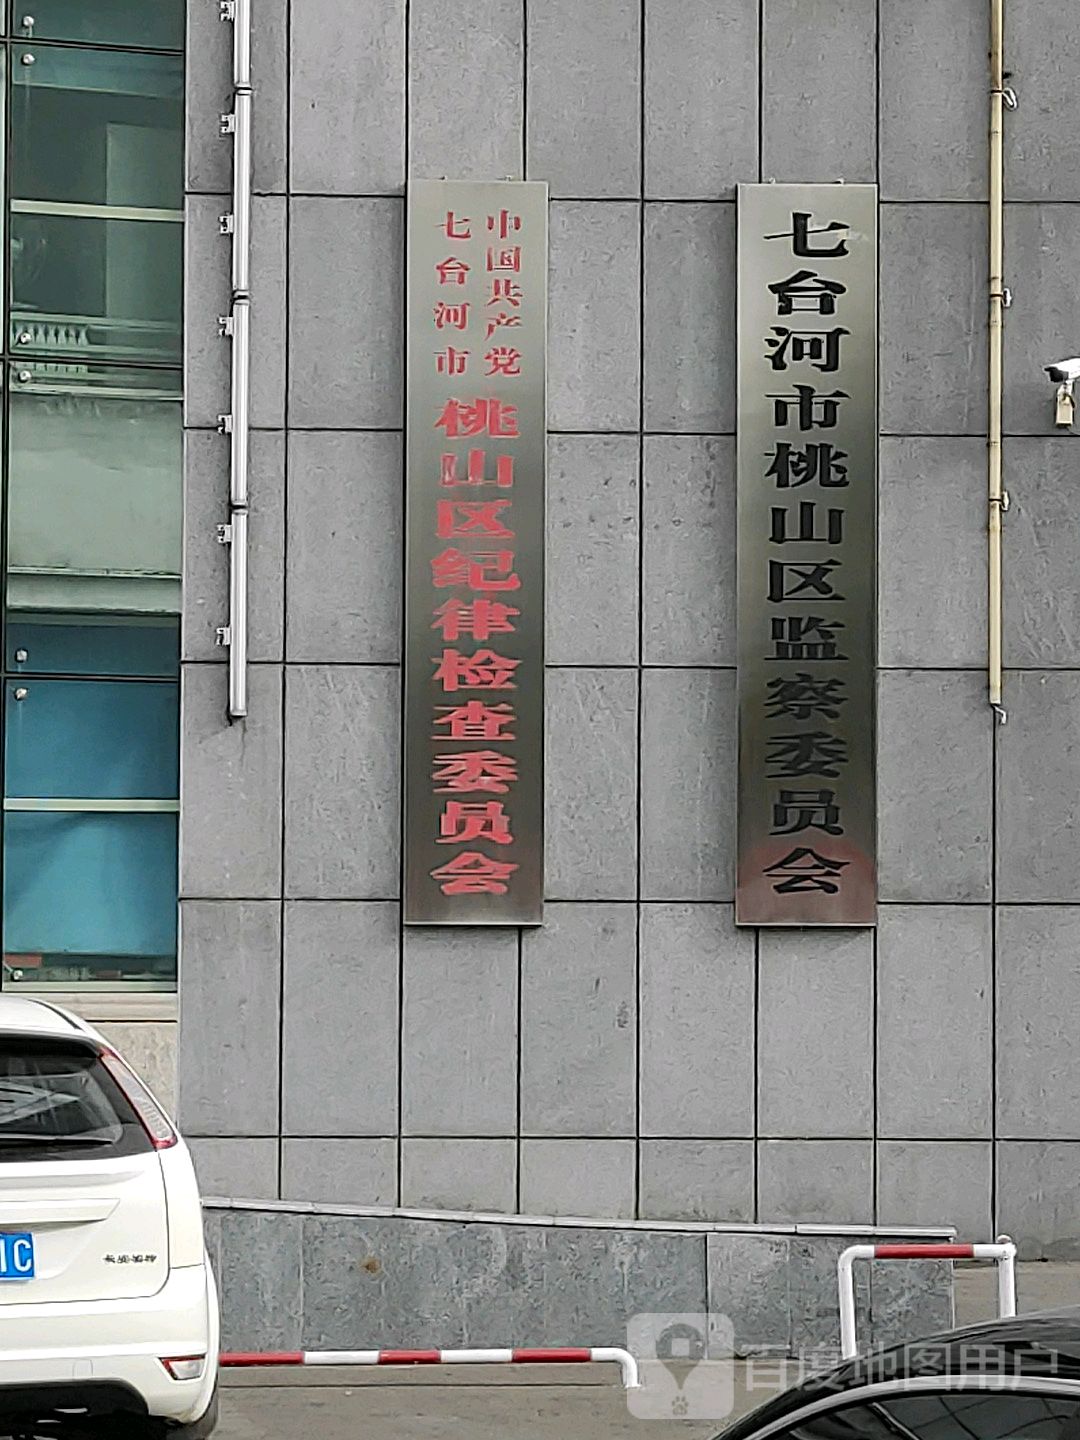 中国共产党
七台河市
桃山区纪律检查委员会
七台河市桃山区监察委员会
1C
百度地图用户